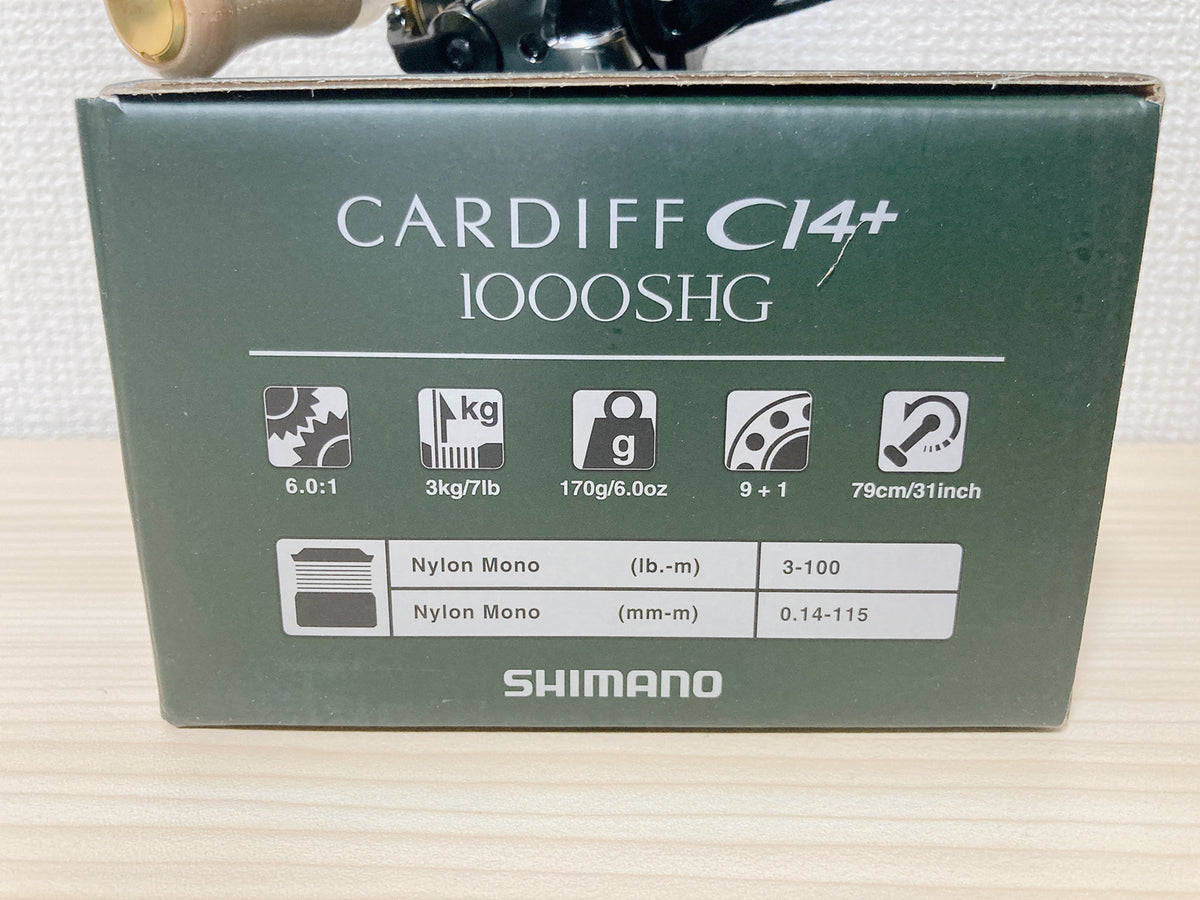 CARDIFF CI4+
1000SHG
kg
g
6.0:1 3kg/7lb 170g/6.0oz 9 + 1 79cm/31inch
Nylon Mono (lb.-m) 3-100
Nylon Mono (mm-m) 0.14-115
SHIMANO